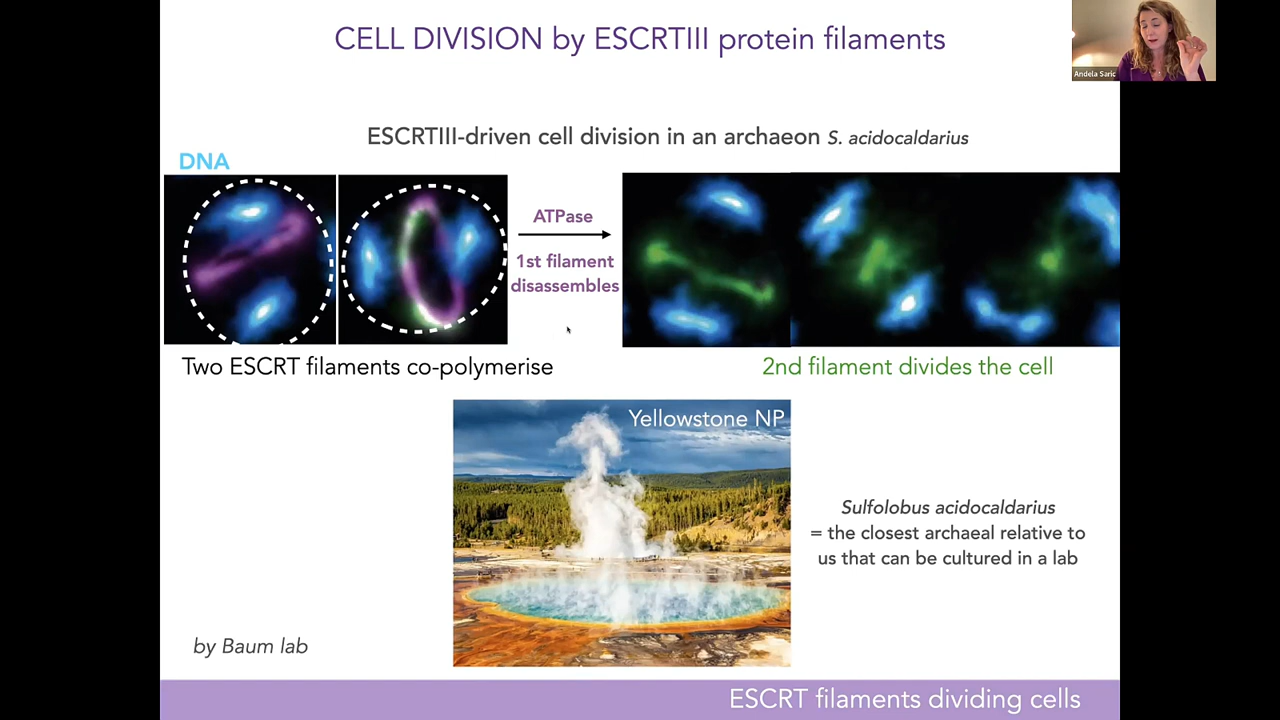 CELL DIVISION by ESCRTIII protein filaments
Andela Saric
ESCRTIII-driven cell division in an archaeon S. acidocaldarius
DNA
ATPase
1st filament
disassembles
Two ESCRT filaments co-polymerise
2nd filament divides the cell
Yellowstone NP
Sulfolobus acidocaldarius
= the closest archaeal relative to
us that can be cultured in a lab
by Baum lab
ESCRT filaments dividing cells